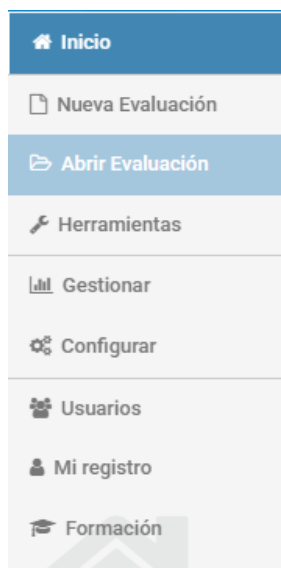 Inicio
Nueva Evaluación
Abrir Evaluación
Herramientas
Gestionar
Configurar
Usuarios
Mi registro
Formación